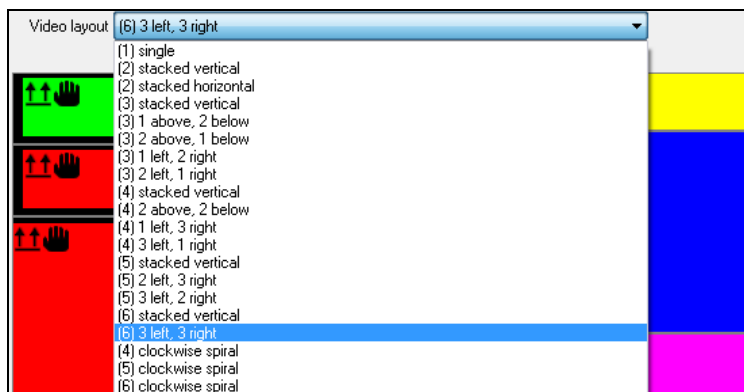 Video layout (6) 3 left, 3 right
(1) single
(2) stacked vertical
(2) stacked horizontal
(3) stacked vertical
(3) 1 above, 2 below
(3) 2 above, 1 below
(3) 1 left, 2 right
(3) 2 left, 1 right
(4) stacked vertical
(4) 2 above, 2 below
(4) 1 left, 3 right
(4) 3 left, 1 right
(5) stacked vertical
(5) 2 left, 3 right
(5) 3 left, 2 right
(6) stacked vertical
(6) 3 left, 3 right
(4) clockwise spiral
(5) clockwise spiral
(6) clockwise spiral